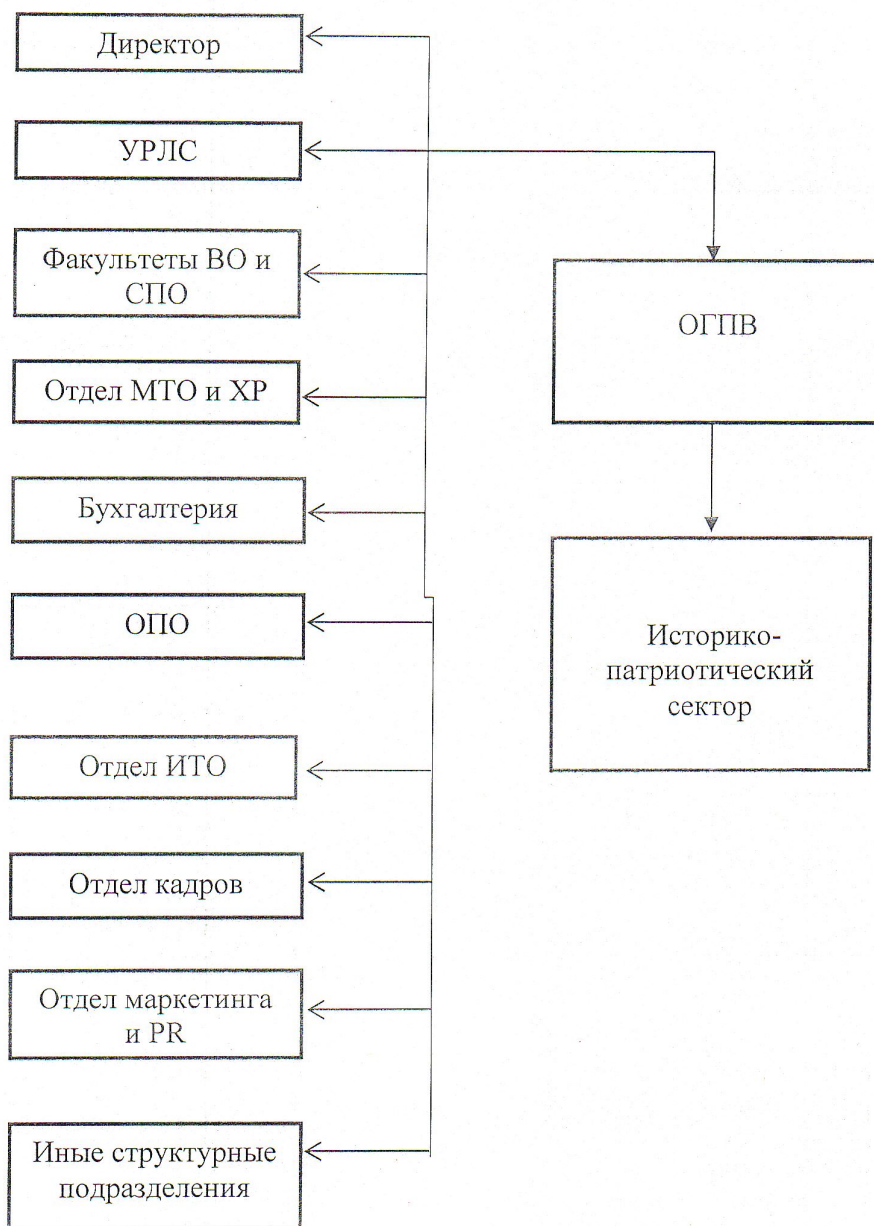 Директор
УРЛС
Факультеты ВО и
СПО
Отдел МТО и ХР
Бухгалтерия
ОПО
Отдел ИТО
Отдел кадров
Отдел маркетинга
и PR
Иные структурные
подразделения
ОГПВ
Историко-
патриотический
сектор